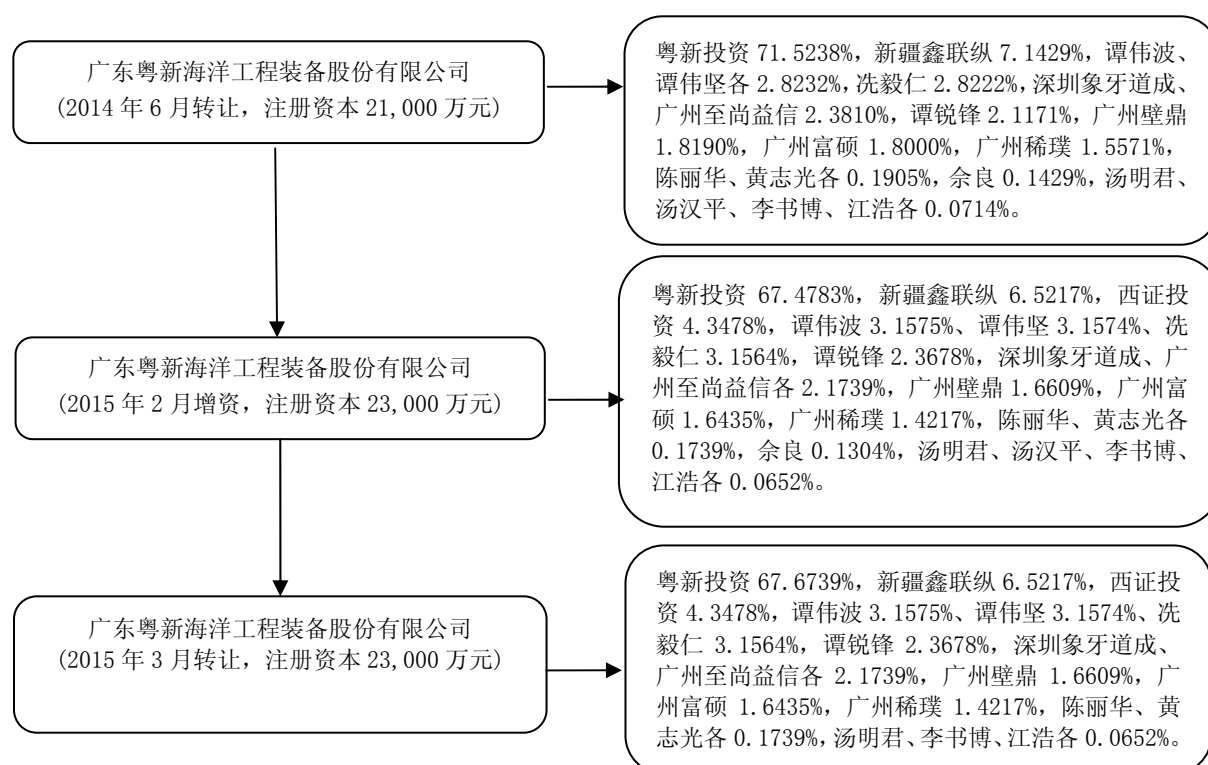 广东粤新海洋工程装备股份有限公司
(2014 年 6 月转让，注册资本 21,000 万元)
粤新投资 71.5238%，新疆鑫联纵 7.1429%，谭伟波、
谭伟坚各 2.8232%，冼毅仁 2.8222%，深圳象牙道成、
广州至尚益信 2.3810%，谭锐锋 2.1171%，广州壁鼎
1.8190%，广州富硕 1.8000%，广州稀璞 1.5571%，
陈丽华、黄志光各 0.1905%，佘良 0.1429%，汤明君、
汤汉平、李书博、江浩各 0.0714%。
广东粤新海洋工程装备股份有限公司
(2015 年 2 月增资，注册资本 23,000 万元)
粤新投资 67.4783%，新疆鑫联纵 6.5217%，西证投
资 4.3478%，谭伟波 3.1575%、谭伟坚 3.1574%、冼
毅仁 3.1564%，谭锐锋 2.3678%，深圳象牙道成、广
州至尚益信各 2.1739%，广州壁鼎 1.6609%，广州富
硕 1.6435%，广州稀璞 1.4217%，陈丽华、黄志光各
0.1739%，佘良 0.1304%，汤明君、汤汉平、李书博、
江浩各 0.0652%。
广东粤新海洋工程装备股份有限公司
(2015 年 3 月转让，注册资本 23,000 万元)
粤新投资 67.6739%，新疆鑫联纵 6.5217%，西证投
资 4.3478%，谭伟波 3.1575%、谭伟坚 3.1574%、冼
毅仁 3.1564%，谭锐锋 2.3678%，深圳象牙道成、
广州至尚益信各 2.1739%，广州壁鼎 1.6609%，广
州富硕 1.6435%，广州稀璞 1.4217%，陈丽华、黄
志光各 0.1739%，汤明君、李书博、江浩各 0.0652%。